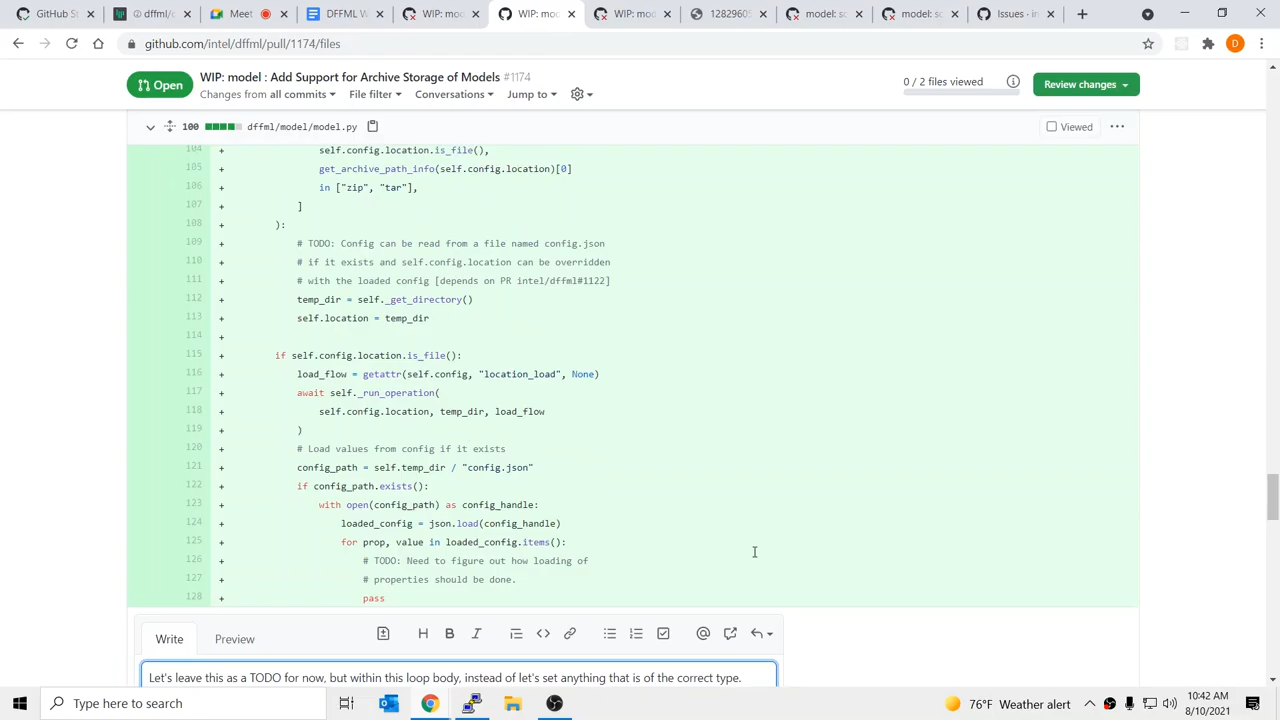 GitHub St
② dffml/
Meet
DFFML W
WIP: mo
WIP: mo
WIP: mo
1282960
model: sc
model: sc
Issues · in
github.com/intel/dffml/pull/1174/files
D
Open
WIP: model : Add Support for Archive Storage of Models #1174
Changes from all commits File filter Conversations Jump to
0 / 2 files viewed
Review changes
100 dffml/model/model.py
Viewed
104 + self.config.location.is_file(),
105 + get_archive_path_info(self.config.location)[0]
106 + in ["zip", "tar"],
107 + ]
108 + ):
109 + # TODO: Config can be read from a file named config.json
110 + # if it exists and self.config.location can be overridden
111 + # with the loaded config [depends on PR intel/dffml#1122]
112 + temp_dir = self._get_directory()
113 + self.location = temp_dir
114 +
115 + if self.config.location.is_file():
116 + load_flow = getattr(self.config, "location_load", None)
117 + await self._run_operation(
118 + self.config.location, temp_dir, load_flow
119 + )
120 + # Load values from config if it exists
121 + config_path = self.temp_dir / "config.json"
122 + if config_path.exists():
123 + with open(config_path) as config_handle:
124 + loaded_config = json.load(config_handle)
125 + for prop, value in loaded_config.items():
126 + # TODO: Need to figure out how loading of
127 + # properties should be done.
128 + pass
Write Preview
Let's leave this as a TODO for now, but within this loop body, instead of let's set anything that is of the correct type.
Type here to search
76°F Weather alert
10:42 AM
8/10/2021